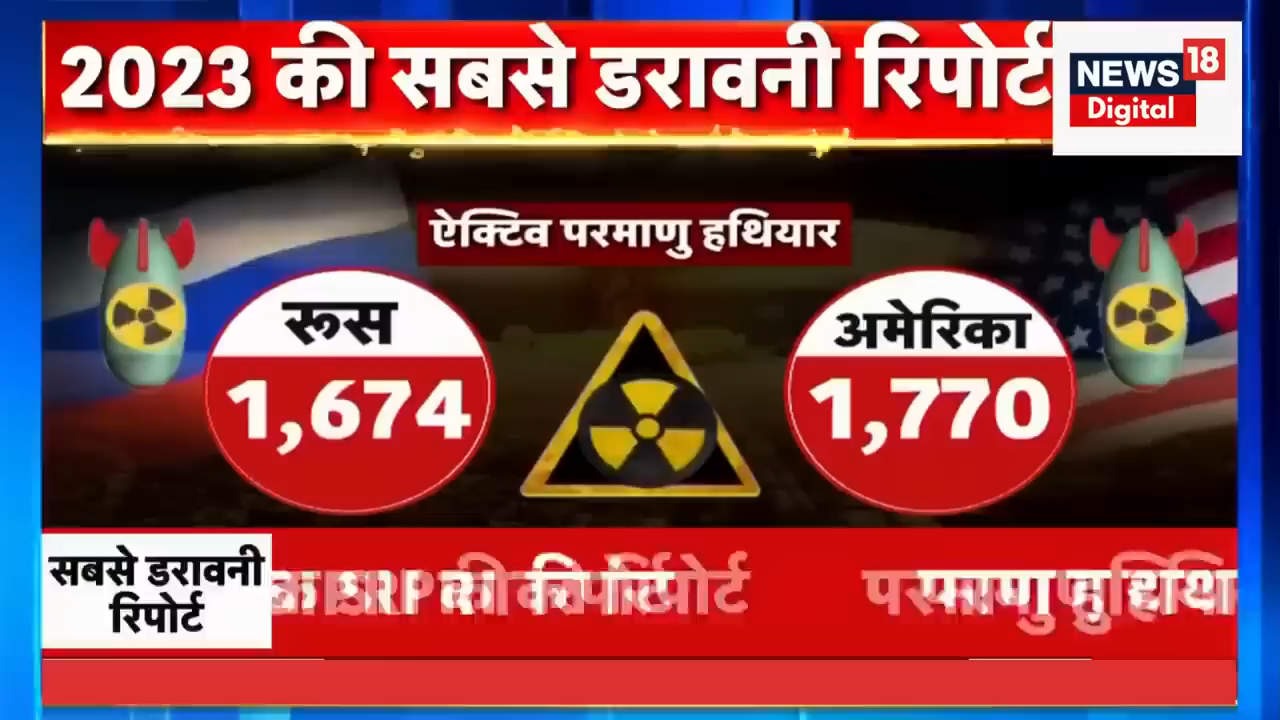 2023 की सबसे डरावनी रिपोर्ट
NEWS 18
Digital
ऐक्टिव परमाणु हथियार
रूस
1,674
अमेरिका
1,770
सबसे डरावनी
रिपोर्ट